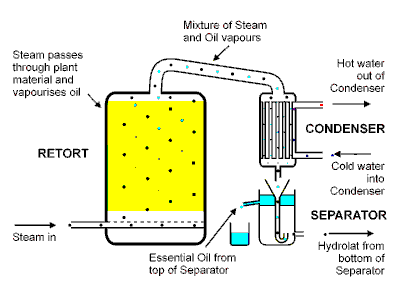 Mixture of Steam
and Oil vapours
Steam passes
through plant
material and
vapourises oil
Hot water
out of
Condenser
CONDENSER
RETORT
Cold water
into
Condenser
SEPARATOR
Steam in
Essential Oil from
top of Separator
Hydrolat from
bottom of
Separator